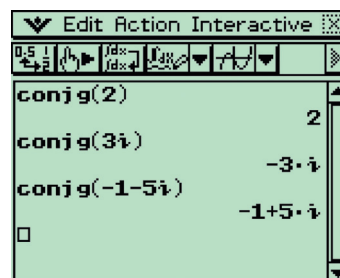 Edit Action Interactive
conjg(2)
2
conjg(3i)
-3·i
conjg(-1-5i)
-1+5·i